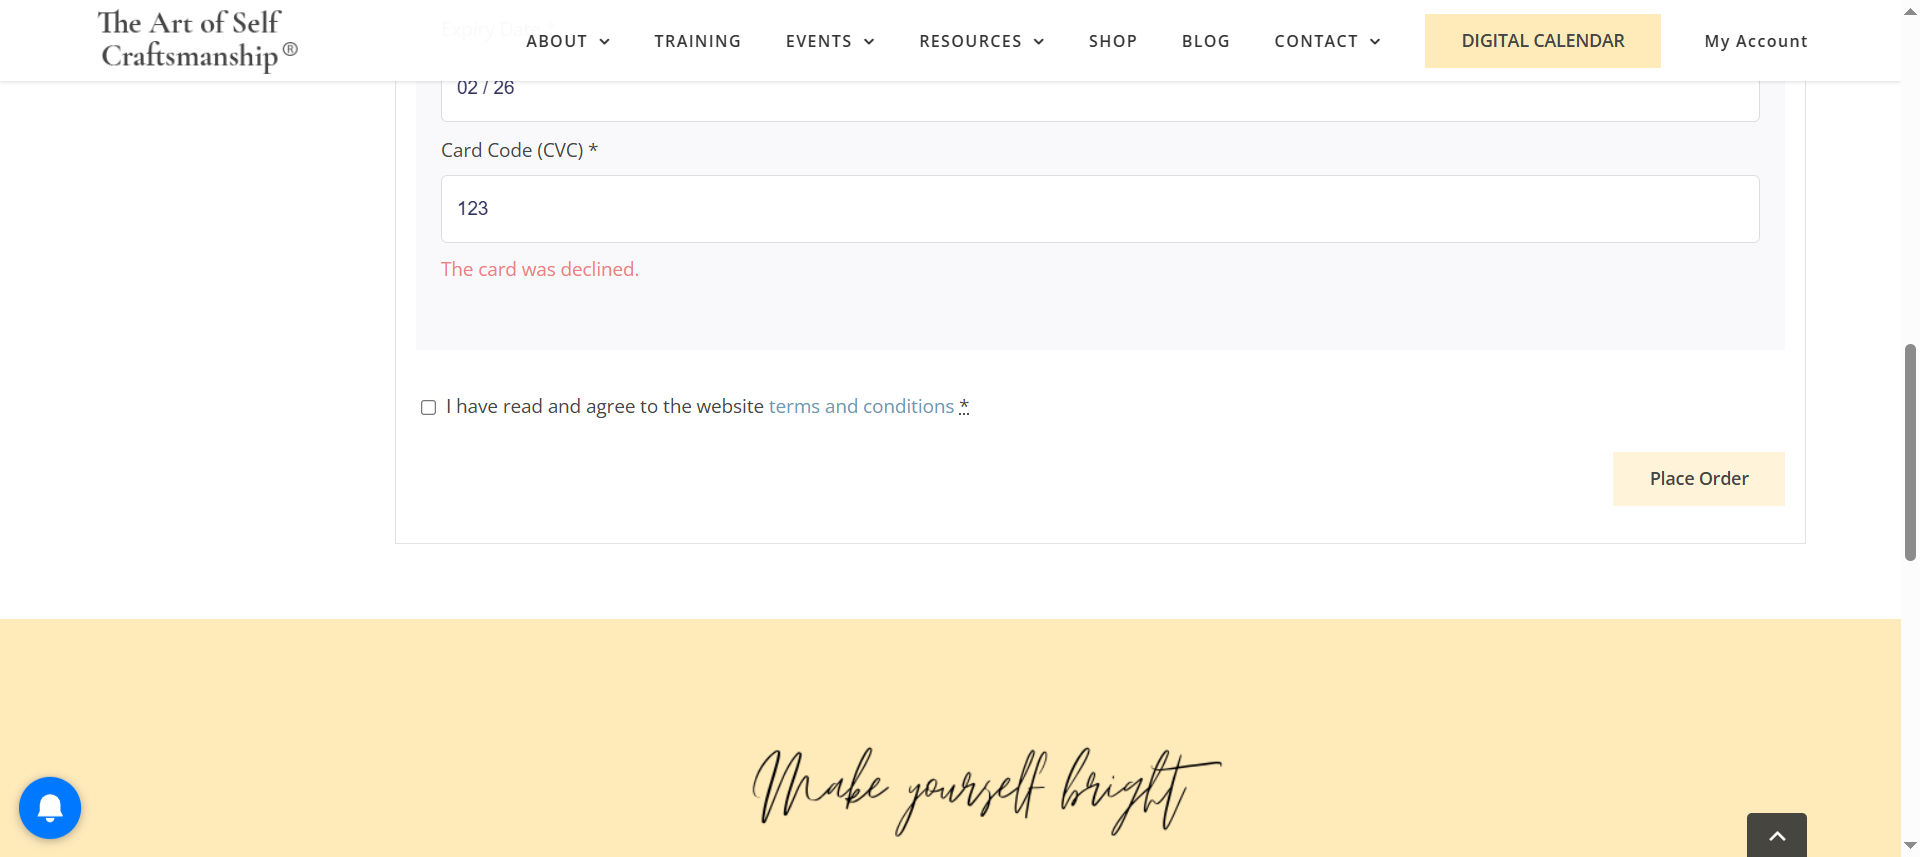 The Art of Self
Craftsmanship ®
Expiry Date *
ABOUT
TRAINING
EVENTS
RESOURCES
SHOP
BLOG
CONTACT
DIGITAL CALENDAR
My Account
02 / 26
Card Code (CVC) *
123
The card was declined.
I have read and agree to the website terms and conditions *
Place Order
Make yourself bright